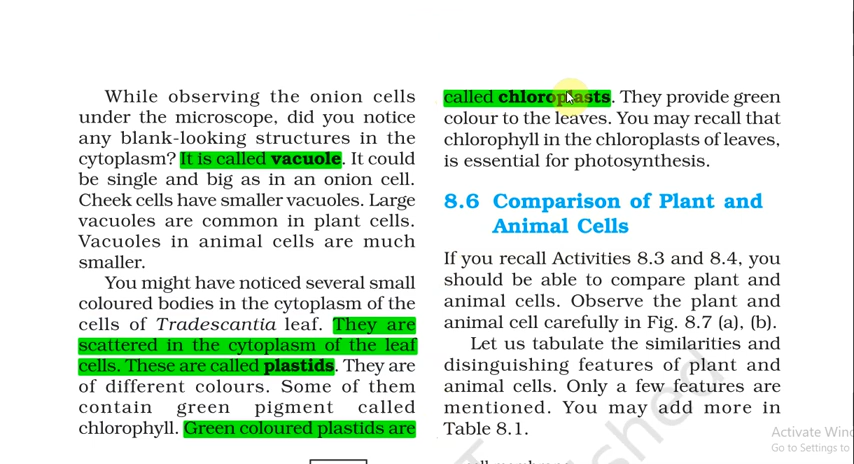 While observing the onion cells
under the microscope, did you notice
any blank-looking structures in the
cytoplasm? It is called vacuole. It could
be single and big as in an onion cell.
Cheek cells have smaller vacuoles. Large
vacuoles are common in plant cells.
Vacuoles in animal cells are much
smaller.
You might have noticed several small
coloured bodies in the cytoplasm of the
cells of Tradescantia leaf. They are
scattered in the cytoplasm of the leaf
cells. These are called plastids. They are
of different colours. Some of them
contain green pigment called
chlorophyll. Green coloured plastids are
called chloroplasts. They provide green
colour to the leaves. You may recall that
chlorophyll in the chloroplasts of leaves,
is essential for photosynthesis.
8.6 Comparison of Plant and
Animal Cells
If you recall Activities 8.3 and 8.4, you
should be able to compare plant and
animal cells. Observe the plant and
animal cell carefully in Fig. 8.7 (a), (b).
Let us tabulate the similarities and
disinguishing features of plant and
animal cells. Only a few features are
mentioned. You may add more in
Table 8.1.
Activate Win
Go to Settings to